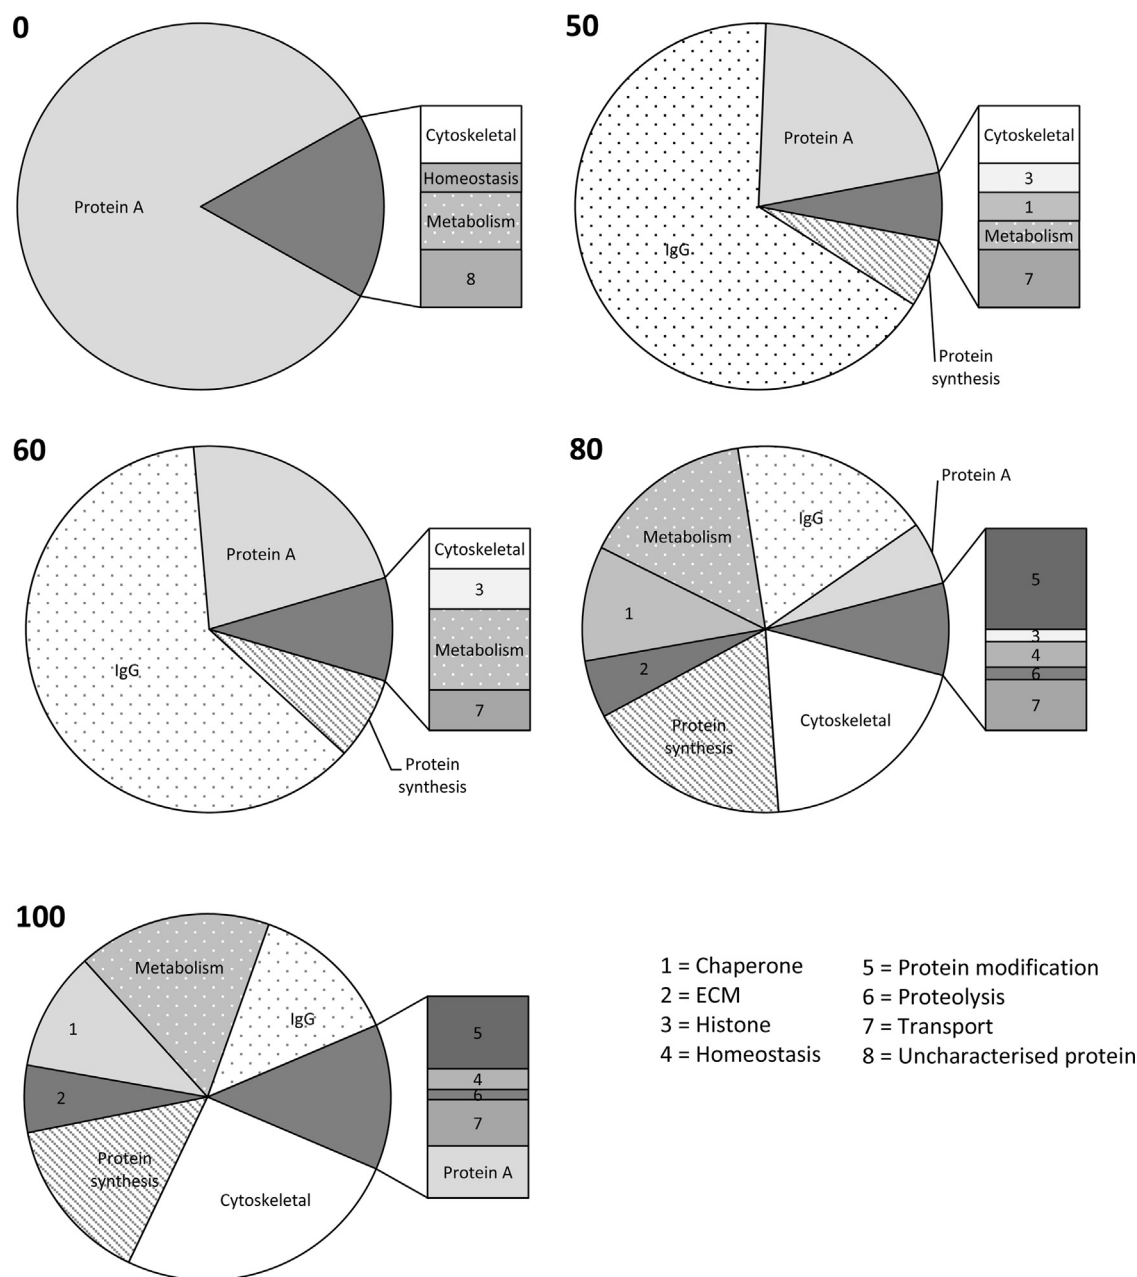 0
Protein A
Cytoskeletal
Homeostasis
Metabolism
8
50
Protein A
IgG
Cytoskeletal
3
1
Metabolism
7
Protein
synthesis
60
Protein A
IgG
Cytoskeletal
3
Metabolism
7
Protein
synthesis
80
Protein A
IgG
Metabolism
1
2
Protein
synthesis
Cytoskeletal
5
3
4
6
7
100
Metabolism
IgG
1
2
Protein
synthesis
Cytoskeletal
5
4
6
7
Protein A
1 = Chaperone
2 = ECM
3 = Histone
4 = Homeostasis
5 = Protein modification
6 = Proteolysis
7 = Transport
8 = Uncharacterised protein